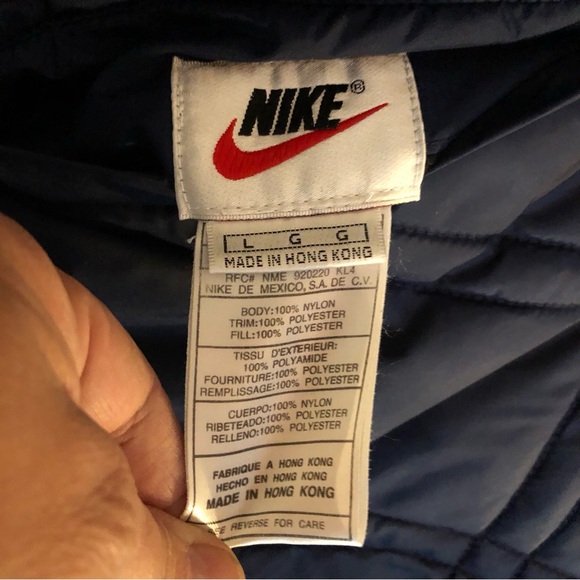 NIKE®
L G G
MADE IN HONG KONG
RFC# NME 920220 KL4
NIKE DE MEXICO, S.A. DE C.V.
BODY:100% NYLON
TRIM:100% POLYESTER
FILL:100% POLYESTER
TISSU D'EXTERIEUR:
100% POLYAMIDE
FOURNITURE:100% POLYESTER
REMPLISSAGE:100% POLYESTER
CUERPO:100% NYLON
RIBETEADO:100% POLYESTER
RELLENO:100% POLYESTER
FABRIQUE A HONG KONG
HECHO EN HONG KONG
MADE IN HONG KONG
REVERSE FOR CARE